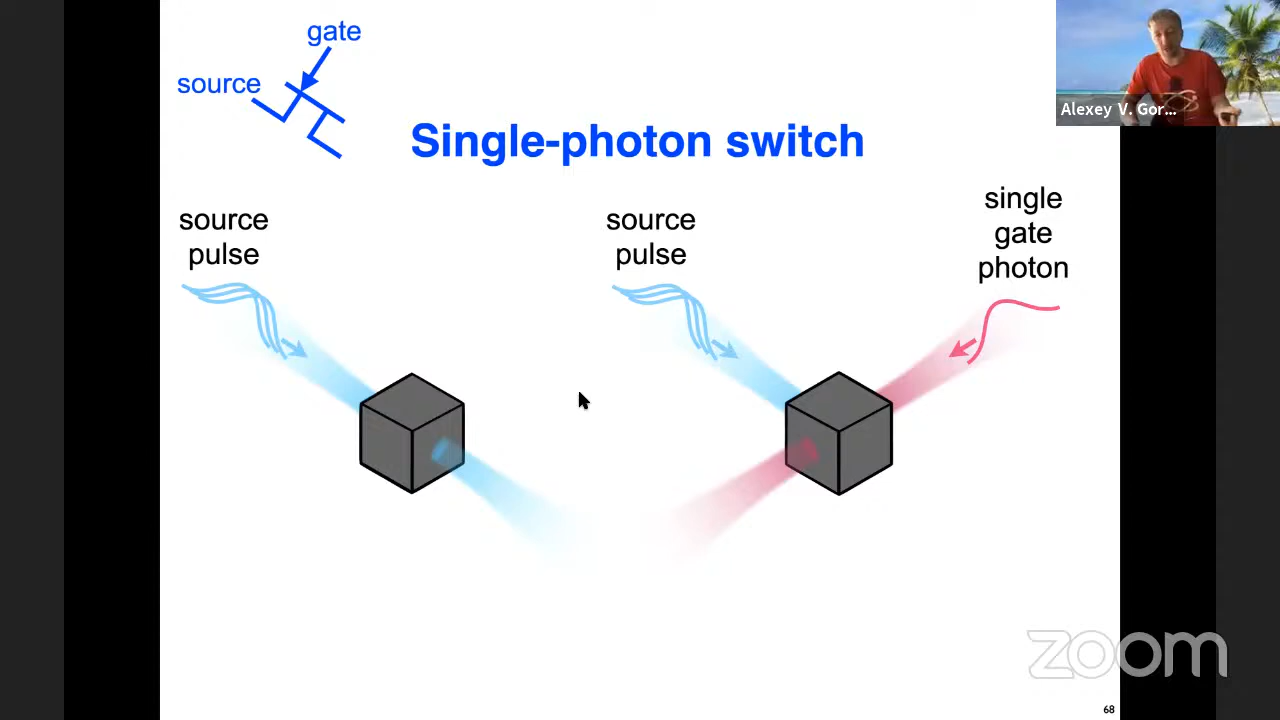 gate
source
Alexey V. Gor...
Single-photon switch
source
pulse
source
pulse
single
gate
photon
zoom
68